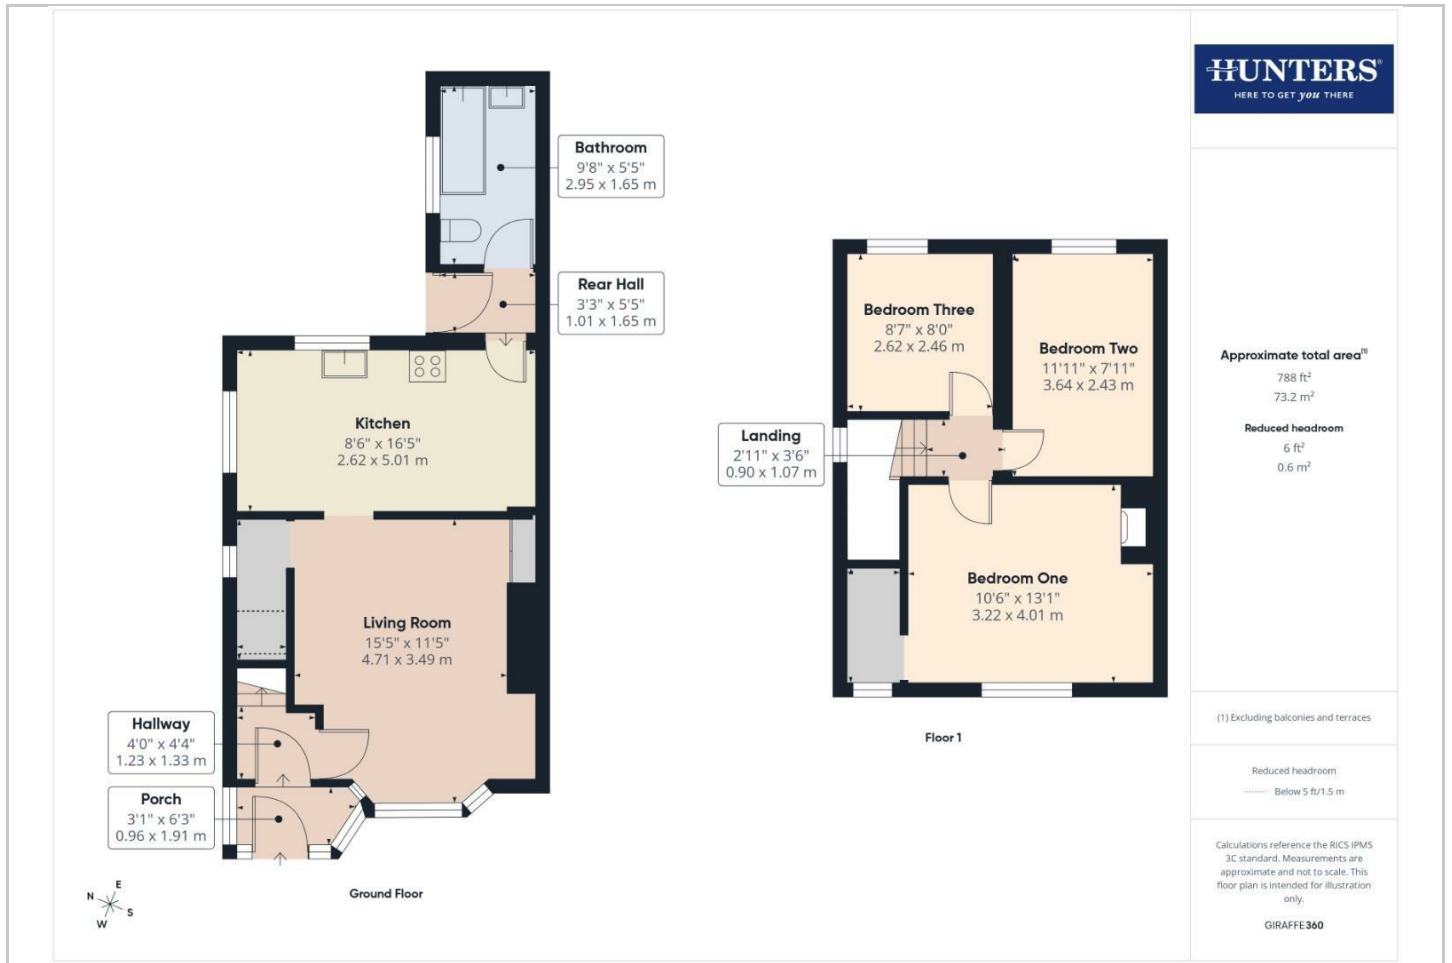 Bathroom
9'8" x 5'5"
2.95 x 1.65 m
Rear Hall
3'3" x 5'5"
1.01 x 1.65 m
Kitchen
8'6" x 16'5"
2.62 x 5.01 m
Living Room
15'5" x 11'5"
4.71 x 3.49 m
Hallway
4'0" x 4'4"
1.23 x 1.33 m
Porch
3'1" x 6'3"
0.96 x 1.91 m
N
E
S
W
Ground Floor
Bedroom Three
8'7" x 8'0"
2.62 x 2.46 m
Bedroom Two
11'11" x 7'11"
3.64 x 2.43 m
Landing
2'11" x 3'6"
0.90 x 1.07 m
Bedroom One
10'6" x 13'1"
3.22 x 4.01 m
Floor 1
HUNTERS®
HERE TO GET you THERE
Approximate total area⁽¹⁾
788 ft²
73.2 m²
Reduced headroom
6 ft²
0.6 m²
(1) Excluding balconies and terraces
Reduced headroom
Below 5 ft/1.5 m
Calculations reference the RICS IPMS
3C standard. Measurements are
approximate and not to scale. This
floor plan is intended for illustration
only.
GIRAFFE360